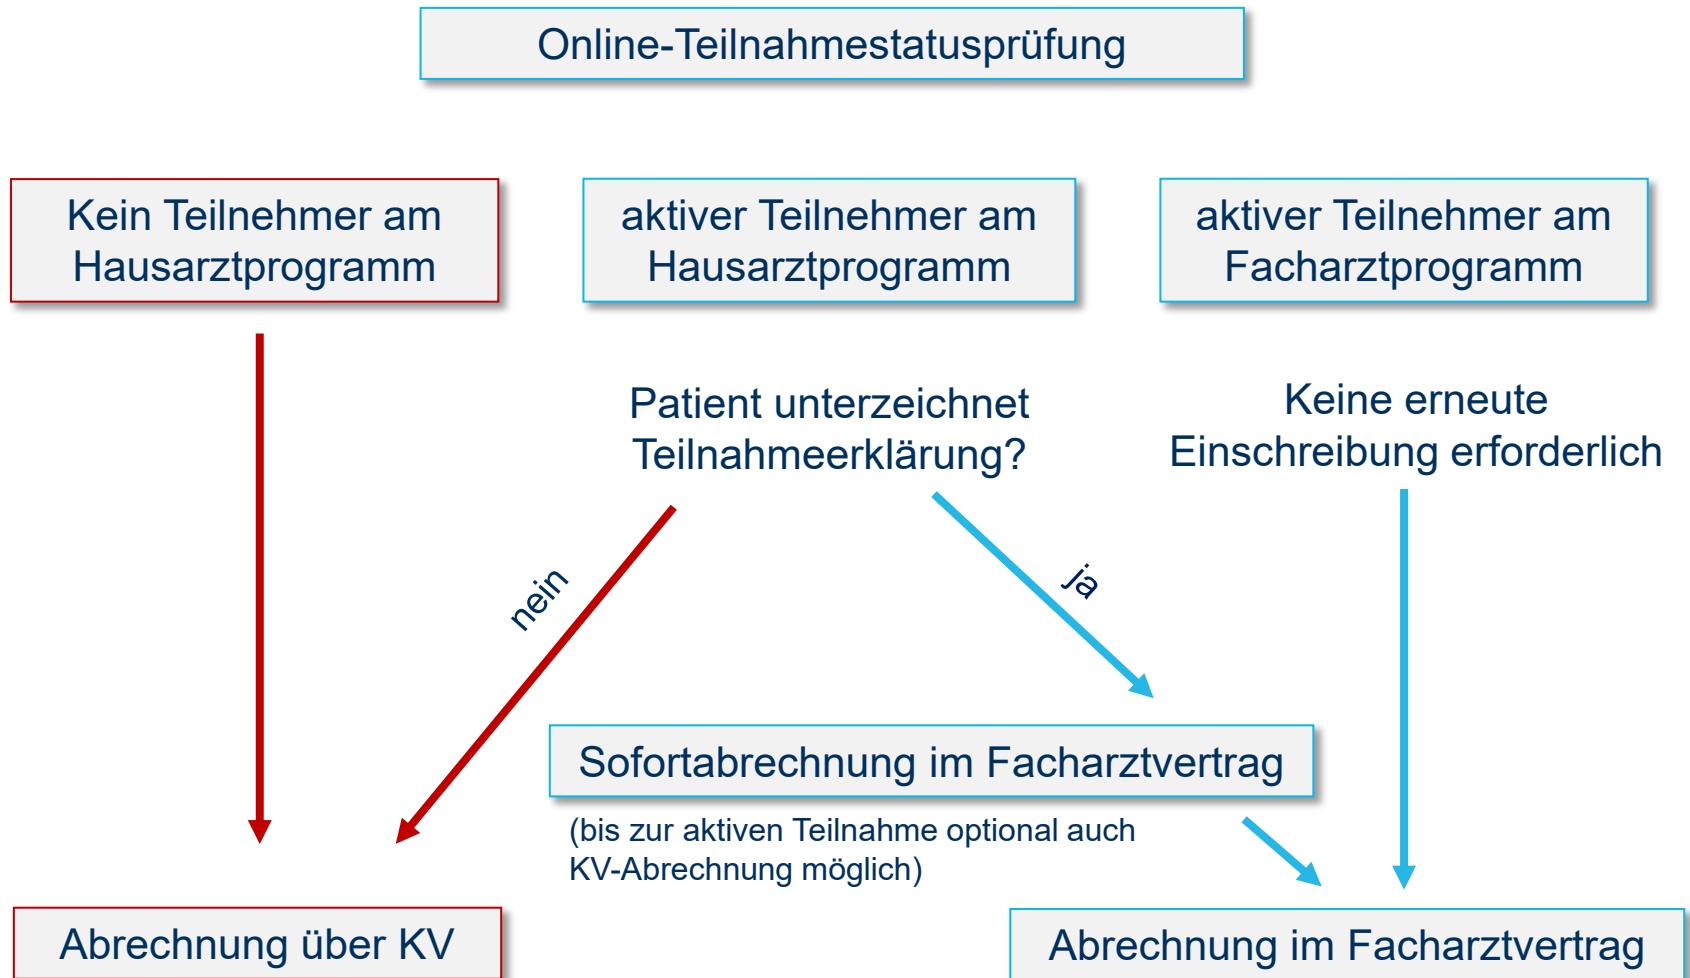 Online-Teilnahmestatusprüfung
Kein Teilnehmer am
Hausarztprogramm
aktiver Teilnehmer am
Hausarztprogramm
aktiver Teilnehmer am
Facharztprogramm
Patient unterzeichnet
Teilnahmeerklärung?
Keine erneute
Einschreibung erforderlich
nein
ja
Sofortabrechnung im Facharztvertrag
(bis zur aktiven Teilnahme optional auch
KV-Abrechnung möglich)
Abrechnung über KV
Abrechnung im Facharztvertrag